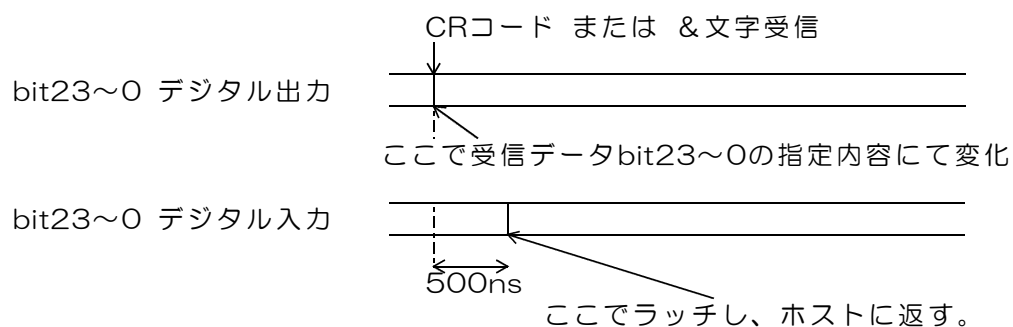 CRコード または ＆文字受信
bit23～0 デジタル出力
ここで受信データbit23～0の指定内容にて変化
bit23～0 デジタル入力
500ns
ここでラッチし、ホストに返す。